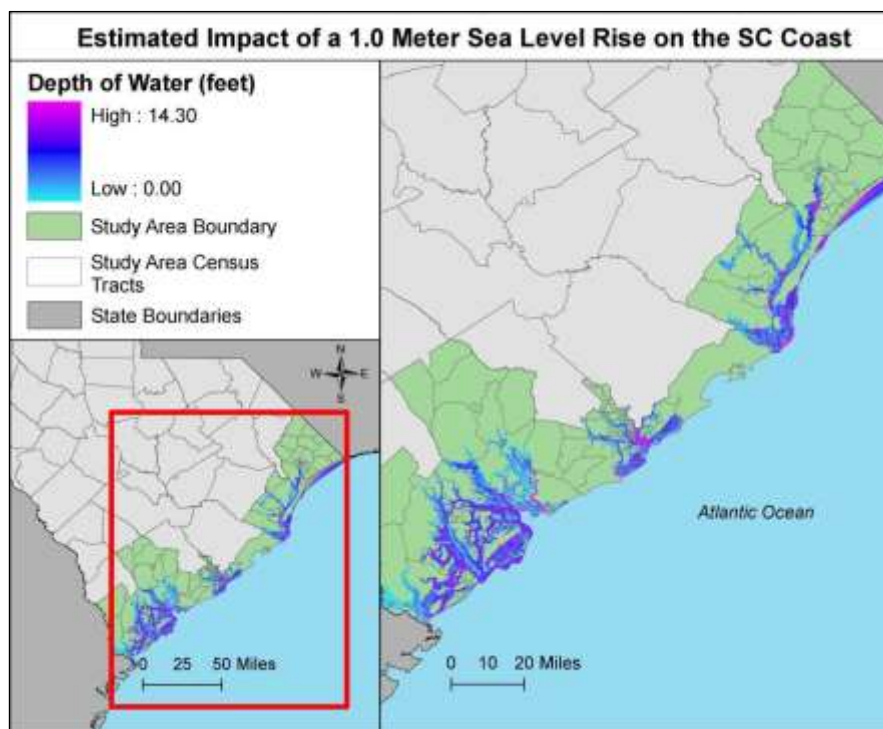 Estimated Impact of a 1.0 Meter Sea Level Rise on the SC Coast
Depth of Water (feet)
High : 14.30
Low : 0.00
Study Area Boundary
Study Area Census
Tracts
State Boundaries
N
W E
S
0 25 50 Miles
Atlantic Ocean
0 10 20 Miles